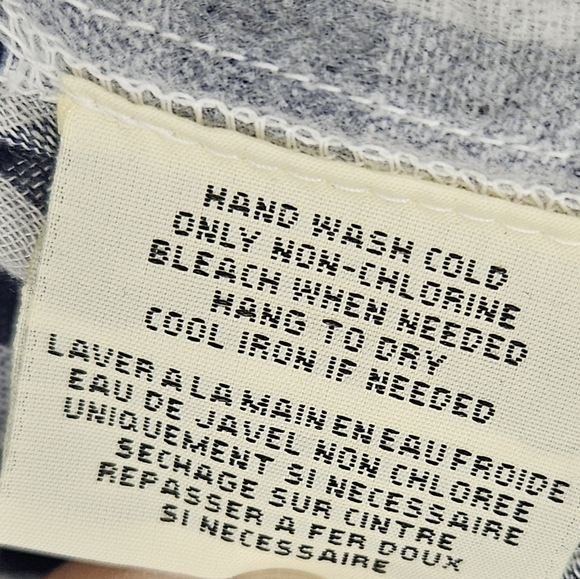 HAND WASH COLD
ONLY NON-CHLORINE
BLEACH WHEN NEEDED
HANG TO DRY
COOL IRON IF NEEDED
LAVER A LA MAIN EN EAU FROIDE
EAU DE JAVEL NON CHLOREE
UNIQUEMENT SI NECESSAIRE
SECHAGE SUR CINTRE
REPASSER A FER DOUX
SI NECESSAIRE